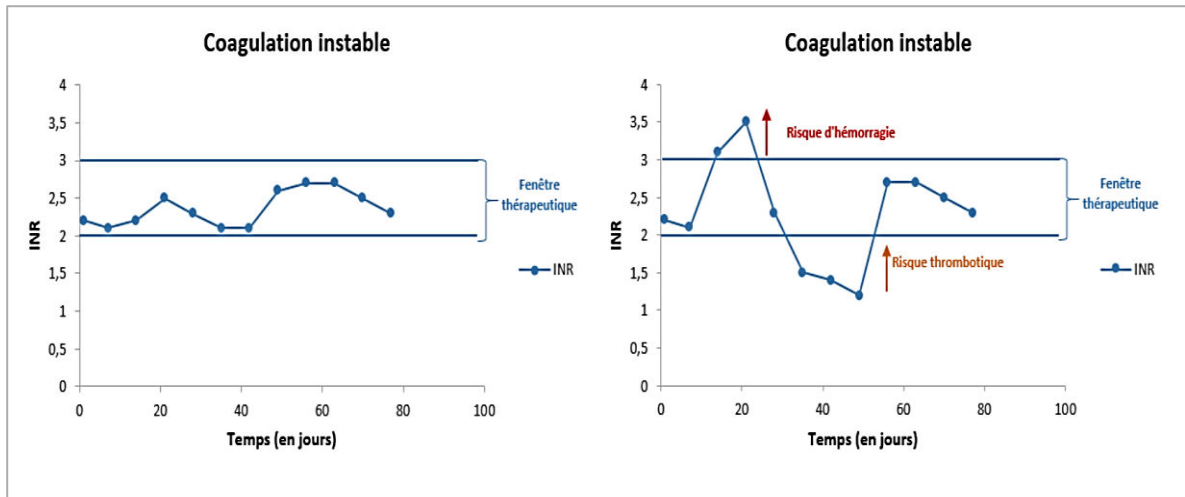 Coagulation instable
4
3,5
3
2,5
2
1,5
1
0,5
0
INR
0 20 40 60 80 100
Temps (en jours)
Fenêtre
thérapeutique
INR
Coagulation instable
4
3,5
3
2,5
2
1,5
1
0,5
0
INR
0 20 40 60 80 100
Temps (en jours)
Risque d'hémorragie
Fenêtre
thérapeutique
Risque thrombotique
INR